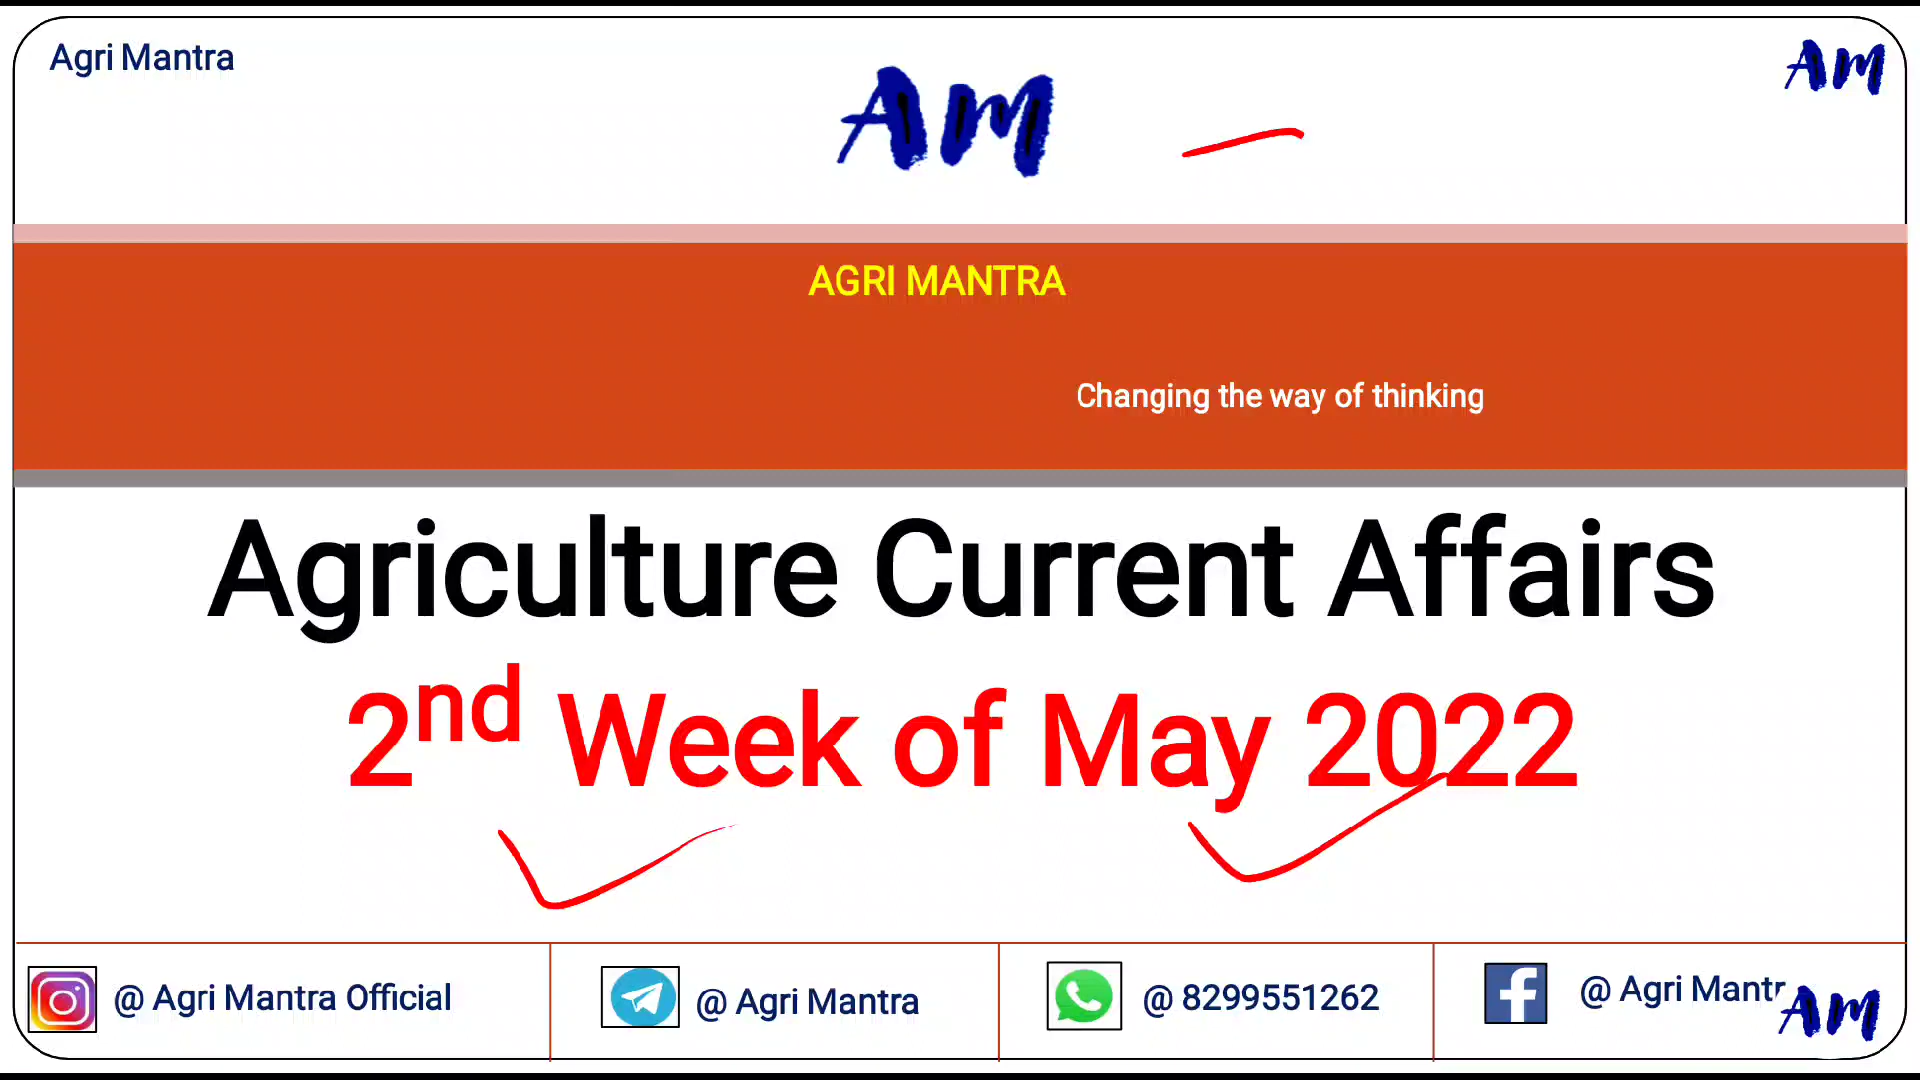 Agri Mantra
AM
AM
AGRI MANTRA
Changing the way of thinking
Agriculture Current Affairs
2nd Week of May 2022
@ Agri Mantra Official
@ Agri Mantra
@ 8299551262
@ Agri Mantr
AM